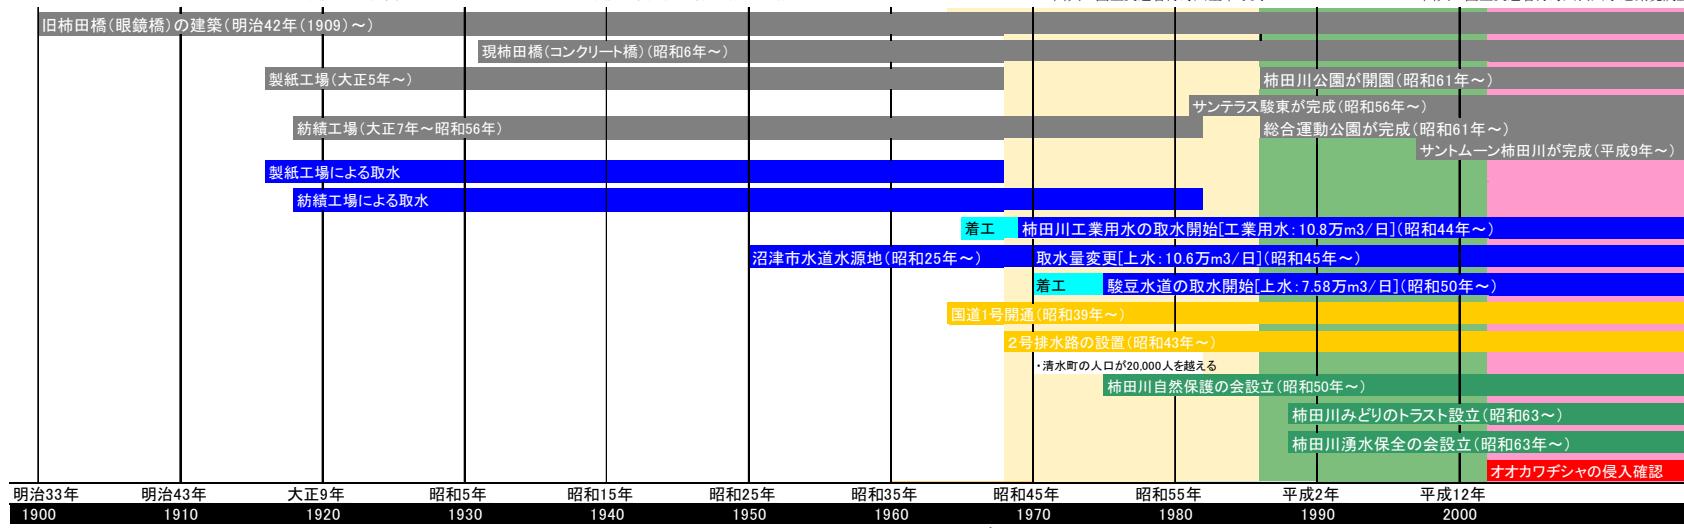 旧柿田橋（眼鏡橋）の建築（明治42年（1909）～）
現柿田橋（コンクリート橋）（昭和6年～）
製紙工場（大正5年～）
柿田川公園が開園（昭和61年～）
サンテラス駿東が完成（昭和56年～）
紡績工場（大正7年～昭和56年）
総合運動公園が完成（昭和61年～）
サントムーン柿田川が完成（平成9年～）
製紙工場による取水
紡績工場による取水
着工
柿田川工業用水の取水開始[工業用水：10.8万m3/日]（昭和44年～）
沼津市水道水源地（昭和25年～）
取水量変更[上水：10.6万m3/日]（昭和45年～）
着工
駿豆水道の取水開始[上水：7.58万m3/日]（昭和50年～）
国道1号開通（昭和39年～）
２号排水路の設置（昭和43年～）
・清水町の人口が20,000人を越える
柿田川自然保護の会設立（昭和50年～）
柿田川みどりのトラスト設立（昭和63～）
柿田川湧水保全の会設立（昭和63年～）
オオカワヂシャの侵入確認
明治33年 明治43年 大正9年 昭和5年 昭和15年 昭和25年 昭和35年 昭和45年 昭和55年 平成2年 平成12年
1900 1910 1920 1930 1940 1950 1960 1970 1980 1990 2000